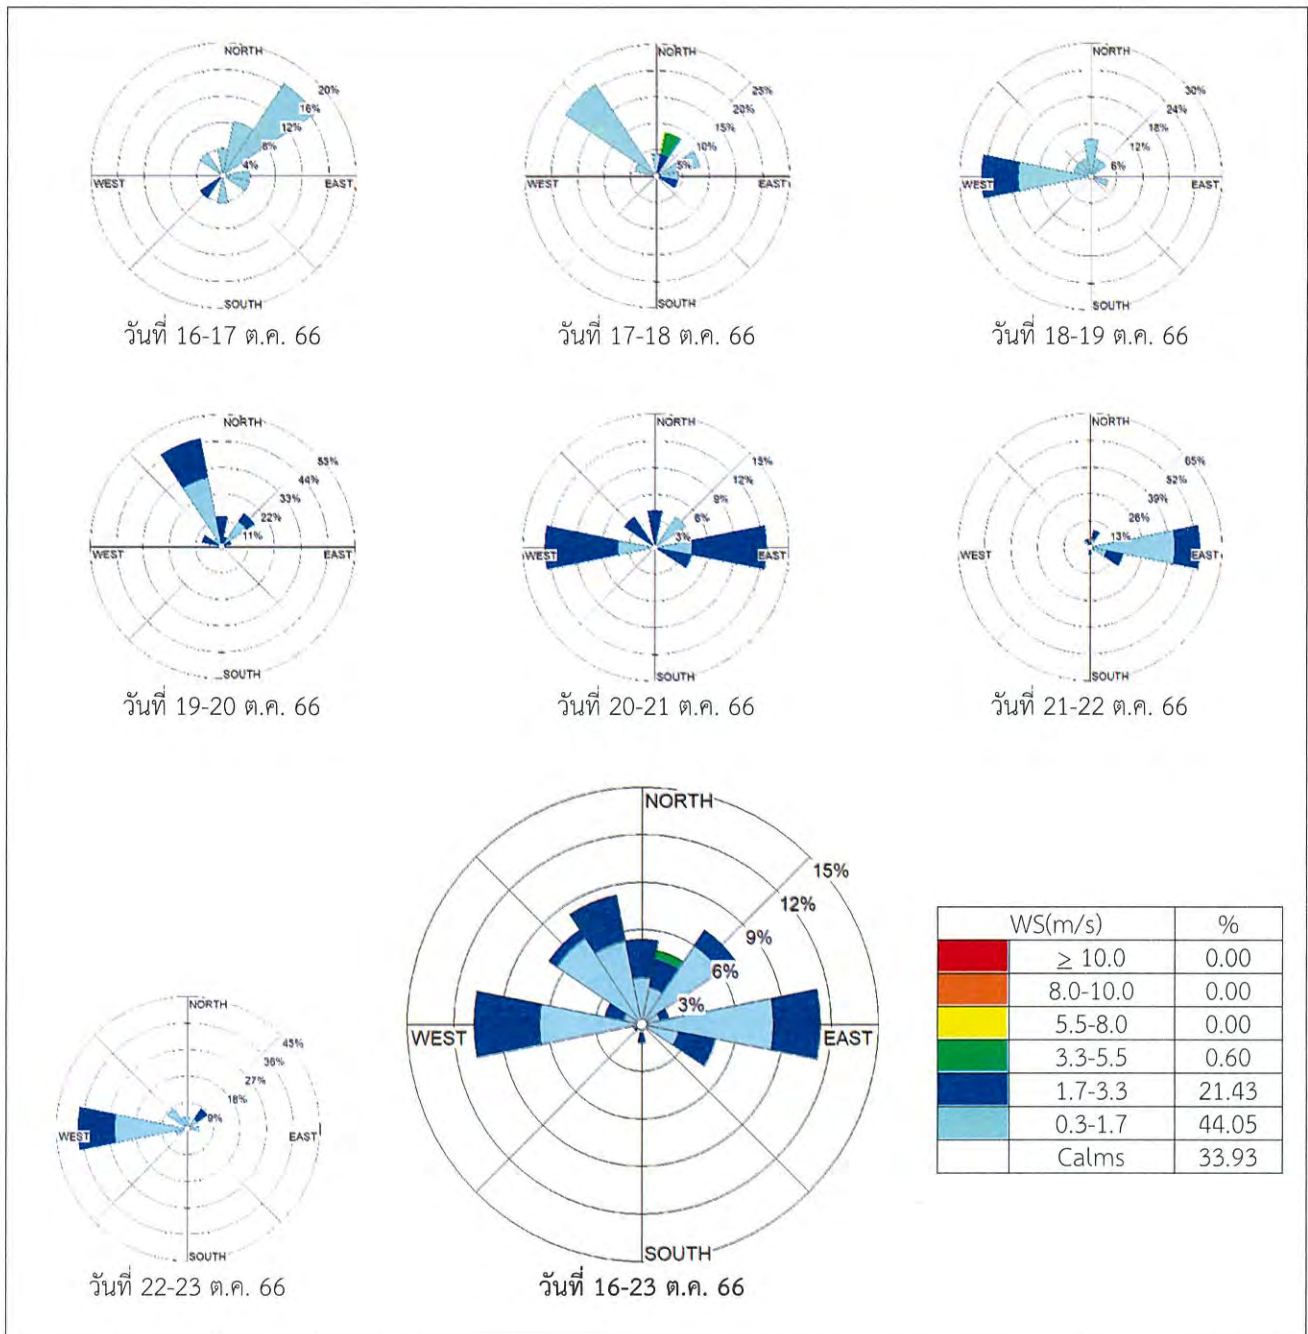 NORTH
20%
16%
12%
8%
4%
WEST
EAST
SOUTH
วันที่ 16-17 ต.ค. 66
NORTH
25%
20%
15%
10%
5%
WEST
EAST
SOUTH
วันที่ 17-18 ต.ค. 66
NORTH
30%
24%
18%
12%
6%
WEST
EAST
SOUTH
วันที่ 18-19 ต.ค. 66
NORTH
55%
44%
33%
22%
11%
WEST
EAST
SOUTH
วันที่ 19-20 ต.ค. 66
NORTH
15%
12%
9%
6%
3%
WEST
EAST
SOUTH
วันที่ 20-21 ต.ค. 66
NORTH
65%
52%
39%
26%
13%
WEST
EAST
SOUTH
วันที่ 21-22 ต.ค. 66
NORTH
45%
36%
27%
18%
9%
WEST
EAST
SOUTH
วันที่ 22-23 ต.ค. 66
NORTH
15%
12%
9%
6%
3%
WEST
EAST
SOUTH
วันที่ 16-23 ต.ค. 66
WS(m/s) %
≥ 10.0 0.00
8.0-10.0 0.00
5.5-8.0 0.00
3.3-5.5 0.60
1.7-3.3 21.43
0.3-1.7 44.05
Calms 33.93